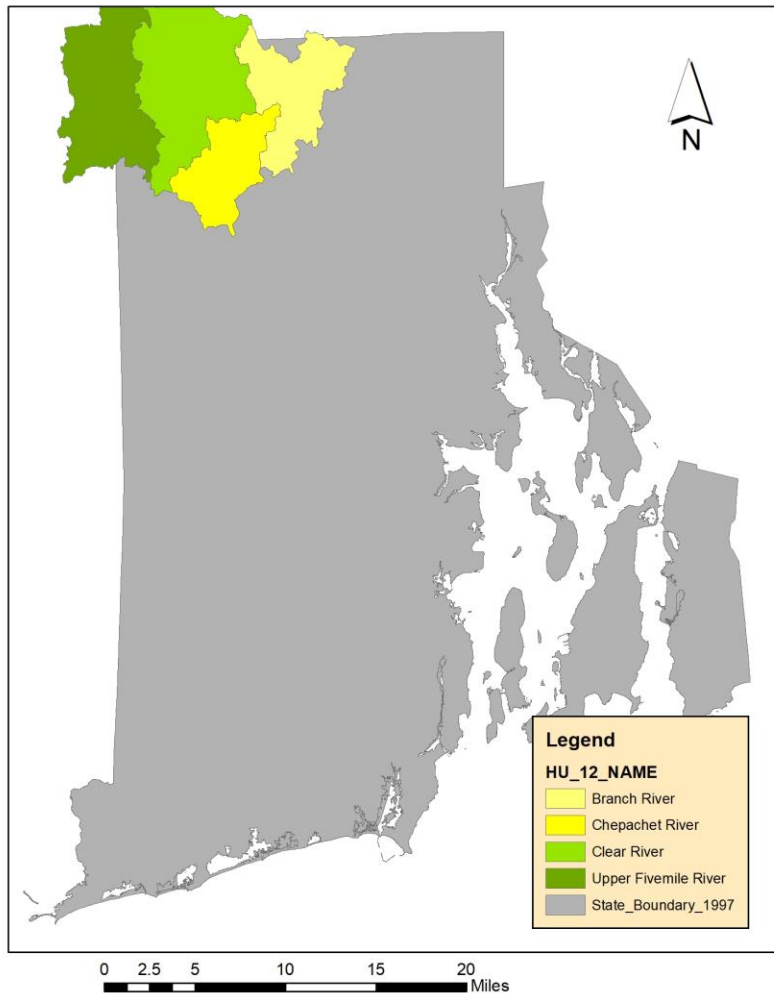 N
Legend
HU_12_NAME
Branch River
Chepachet River
Clear River
Upper Fivemile River
State_Boundary_1997
0 2.5 5 10 15 20
Miles